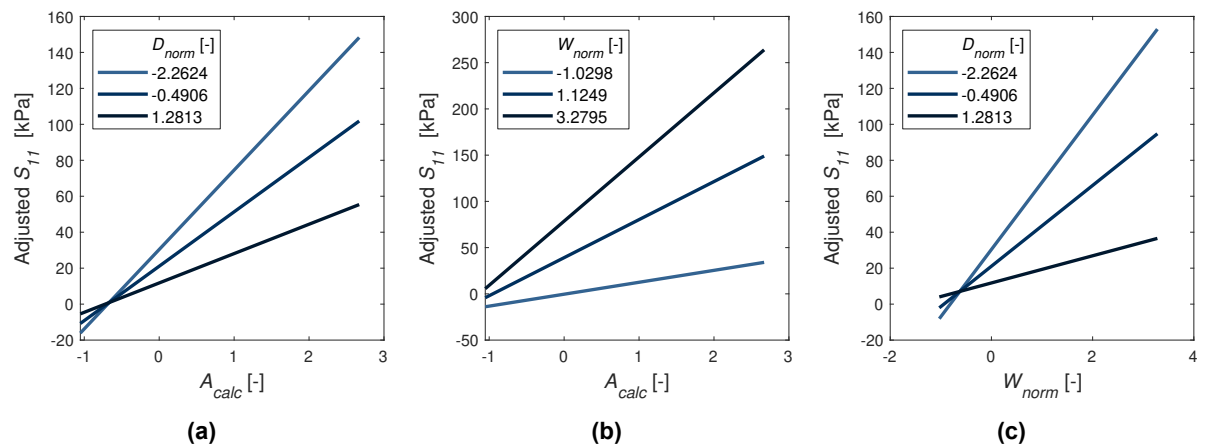 160
140
120
100
80
60
40
20
0
-20
Adjusted S11 [kPa]
D_norm [-]
-2.2624
-0.4906
1.2813
-1 0 1 2 3
A_calc [-]
(a)
300
250
200
150
100
50
0
-50
Adjusted S11 [kPa]
W_norm [-]
-1.0298
1.1249
3.2795
-1 0 1 2 3
A_calc [-]
(b)
160
140
120
100
80
60
40
20
0
-20
Adjusted S11 [kPa]
D_norm [-]
-2.2624
-0.4906
1.2813
-2 0 2 4
W_norm [-]
(c)